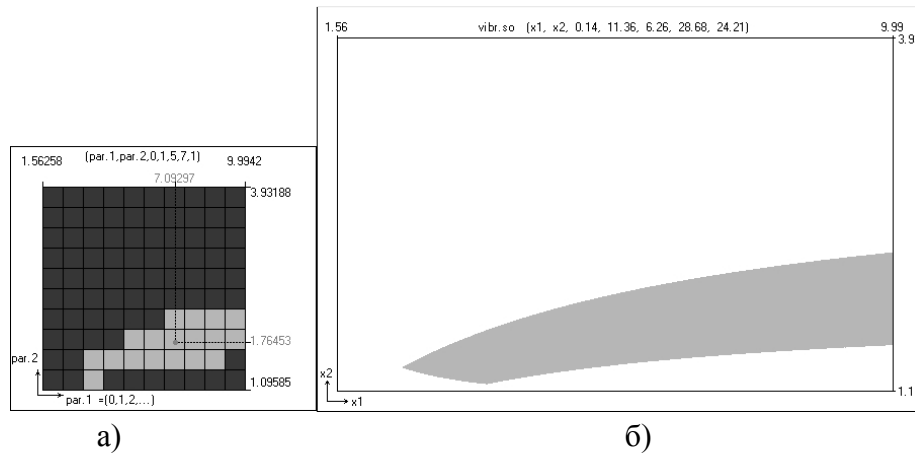 1.56258 (par.1,par.2,0,1,5,7,1) 9.9942
7.09297
3.93188
1.76453
par.2
1.09585
par.1 =(0,1,2,...)
а)
1.56 vibr.so (x1, x2, 0.14, 11.36, 6.26, 28.68, 24.21) 9.99
3.9
x2
1.1
x1
б)